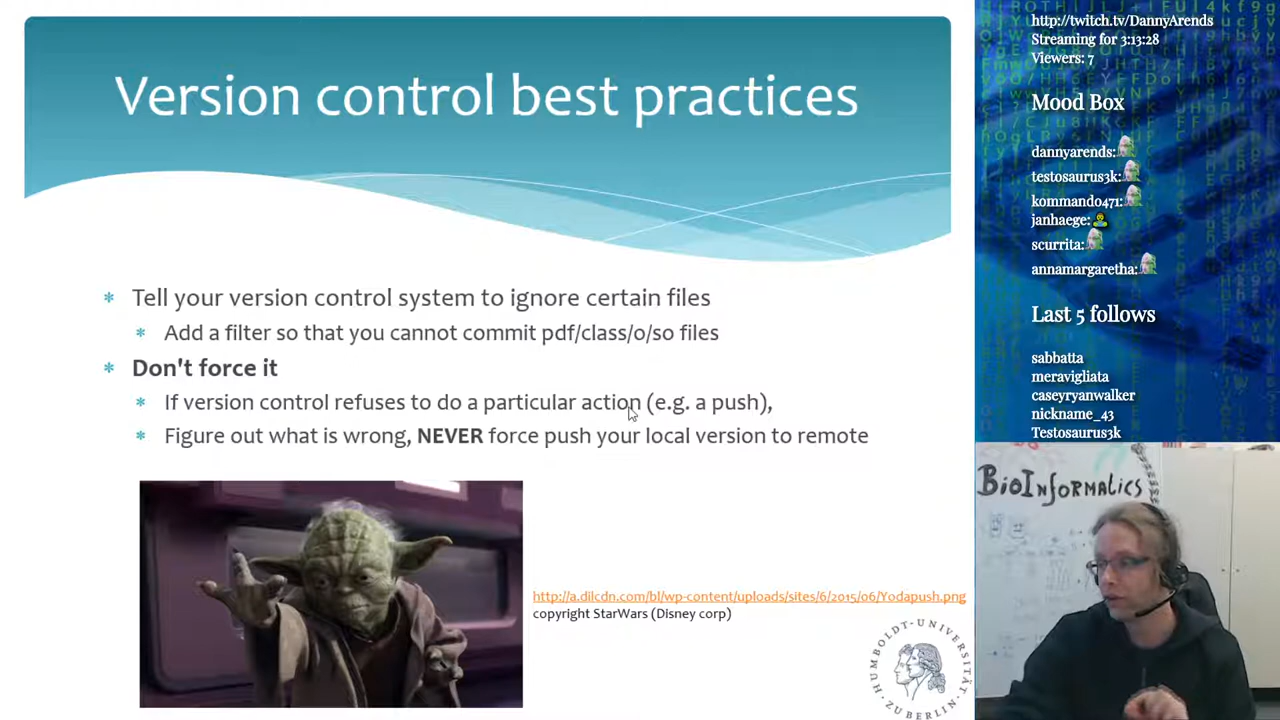 Version control best practices
Tell your version control system to ignore certain files
Add a filter so that you cannot commit pdf/class/o/so files
Don't force it
If version control refuses to do a particular action (e.g. a push),
Figure out what is wrong, NEVER force push your local version to remote
http://a.dilcdn.com/bl/wp-content/uploads/sites/6/2015/06/Yodapush.png
copyright StarWars (Disney corp)
HUMBOLDT-UNIVERSITÄT
ZU BERLIN
http://twitch.tv/DannyArends
Streaming for 3:13:28
Viewers: 7
Mood Box
dannyarends:
testosaurus3k:
kommando471:
janhaege:
scurrita:
annamargaretha:
Last 5 follows
sabbatta
meravigliata
caseyryanwalker
nickname_43
Testosaurus3k
BioInformatics